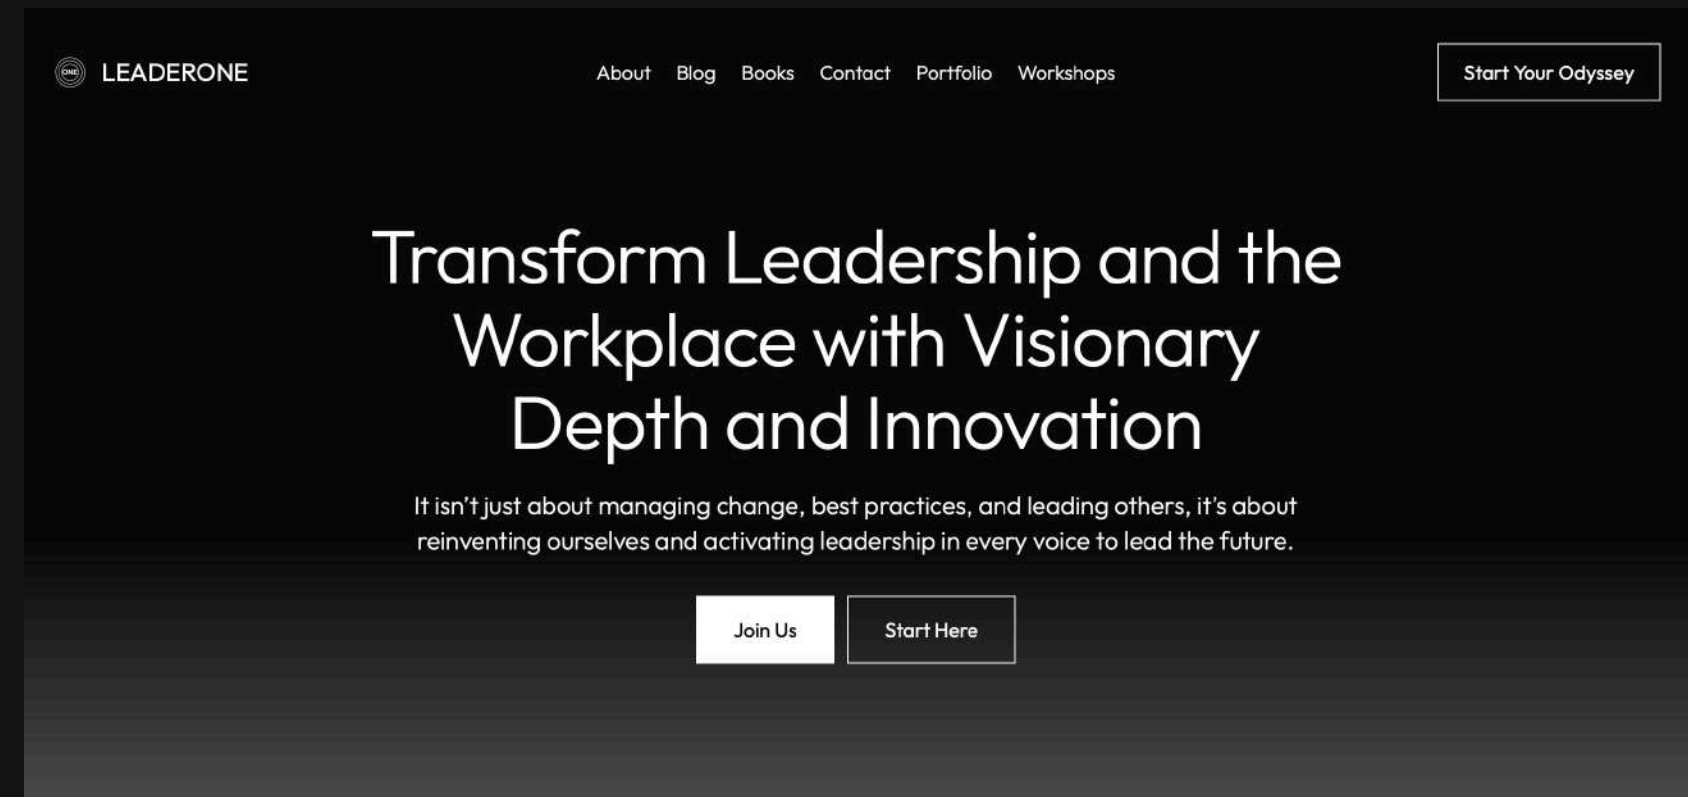 ONE
LEADERONE
About Blog Books Contact Portfolio Workshops
Start Your Odyssey
Transform Leadership and the
Workplace with Visionary
Depth and Innovation
It isn’t just about managing change, best practices, and leading others, it’s about
reinventing ourselves and activating leadership in every voice to lead the future.
Join Us
Start Here